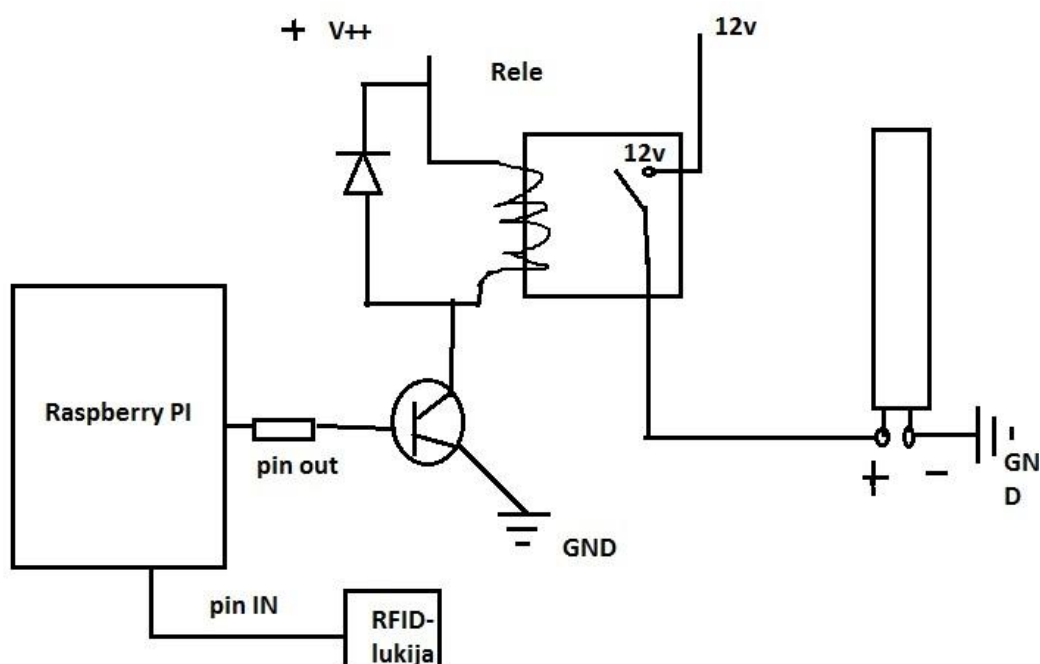 + V++
12v
Rele
12v
Raspberry PI
pin out
+ -
GN
D
GND
pin IN
RFID-
lukija